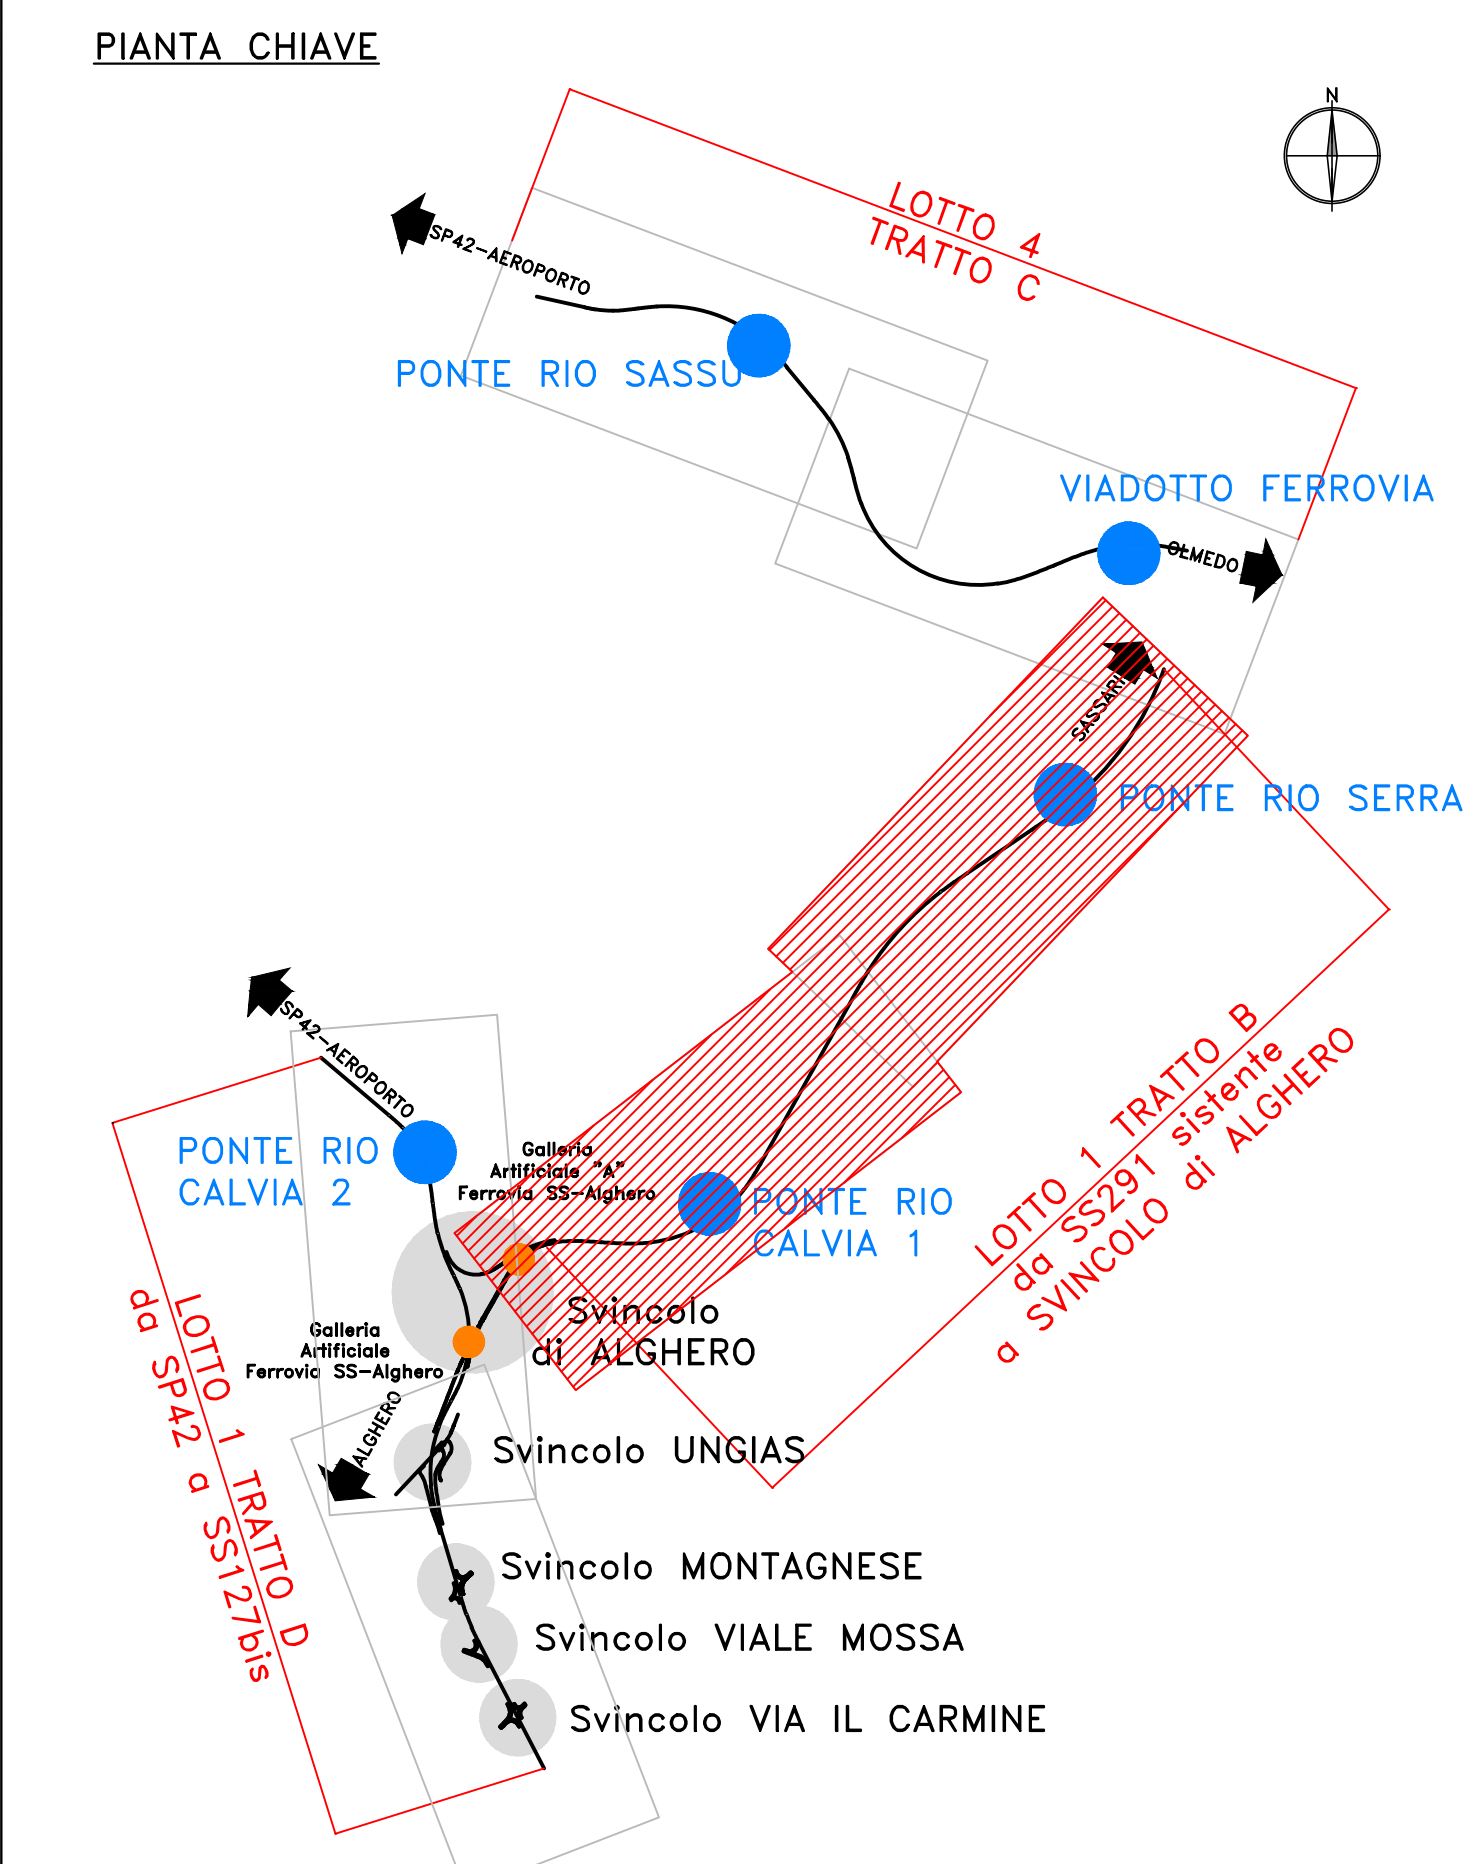 PIANTA CHIAVE
N
LOTTO 4
TRATTO C
SP42-AEROPORTO
PONTE RIO SASSU
VIADOTTO FERROVIA
OLMEDO
SASSARI
PONTE RIO SERRA
SP42-AEROPORTO
PONTE RIO
CALVIA 2
Galleria
Artificiale "A"
Ferrovia SS-Alghero
PONTE RIO
CALVIA 1
LOTTO 1 TRATTO B
da SS291 sistente
a SVINCOLO di ALGHERO
Svincolo
di ALGHERO
Galleria
Artificiale
Ferrovia SS-Alghero
ALGHERO
LOTTO 1 TRATTO D
da SP42 a SS127bis
Svincolo UNGIAS
Svincolo MONTAGNESE
Svincolo VIALE MOSSA
Svincolo VIA IL CARMINE